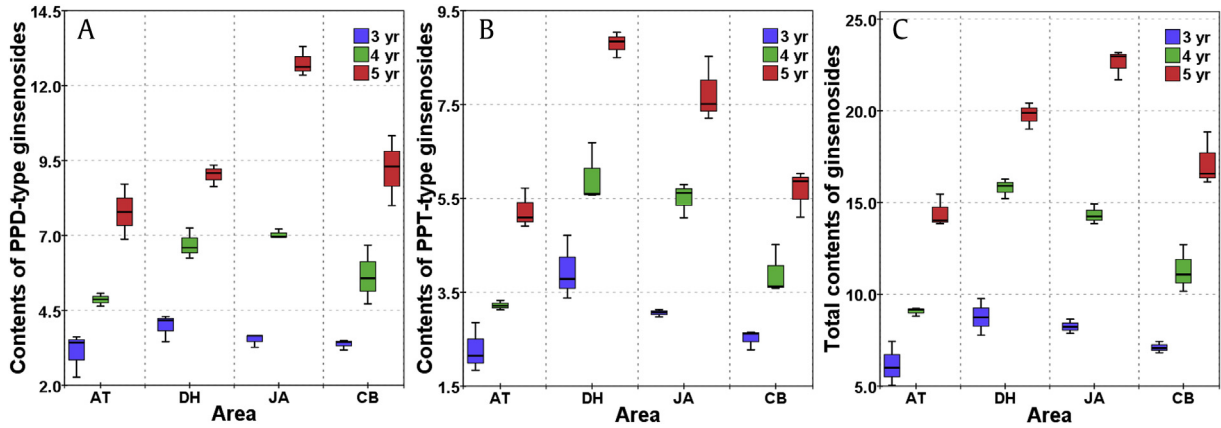 A
Contents of PPD-type ginsenosides
14.5
12.0
9.5
7.0
4.5
2.0
3 yr
4 yr
5 yr
AT DH JA CB
Area
B
Contents of PPT-type ginsenosides
9.5
7.5
5.5
3.5
1.5
3 yr
4 yr
5 yr
AT DH JA CB
Area
C
Total contents of ginsenosides
25.0
20.0
15.0
10.0
5.0
3 yr
4 yr
5 yr
AT DH JA CB
Area